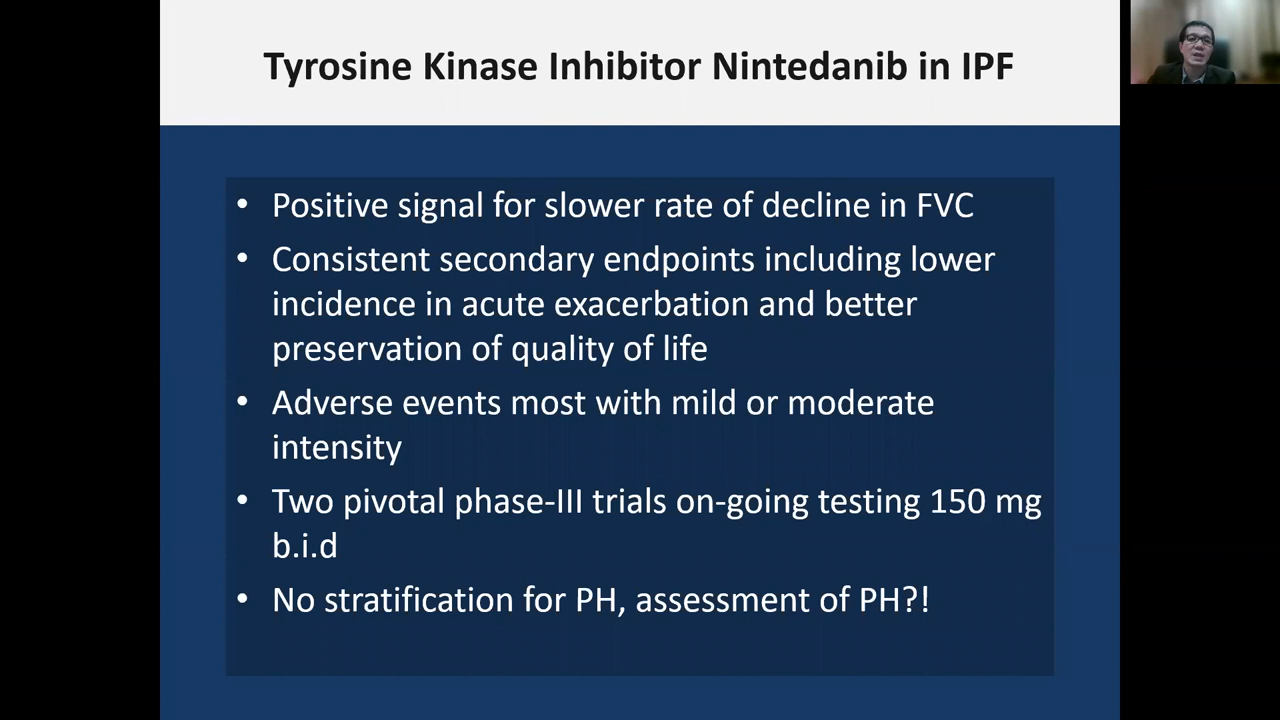 Tyrosine Kinase Inhibitor Nintedanib in IPF
• Positive signal for slower rate of decline in FVC
• Consistent secondary endpoints including lower
incidence in acute exacerbation and better
preservation of quality of life
• Adverse events most with mild or moderate
intensity
• Two pivotal phase-III trials on-going testing 150 mg
b.i.d
• No stratification for PH, assessment of PH?!